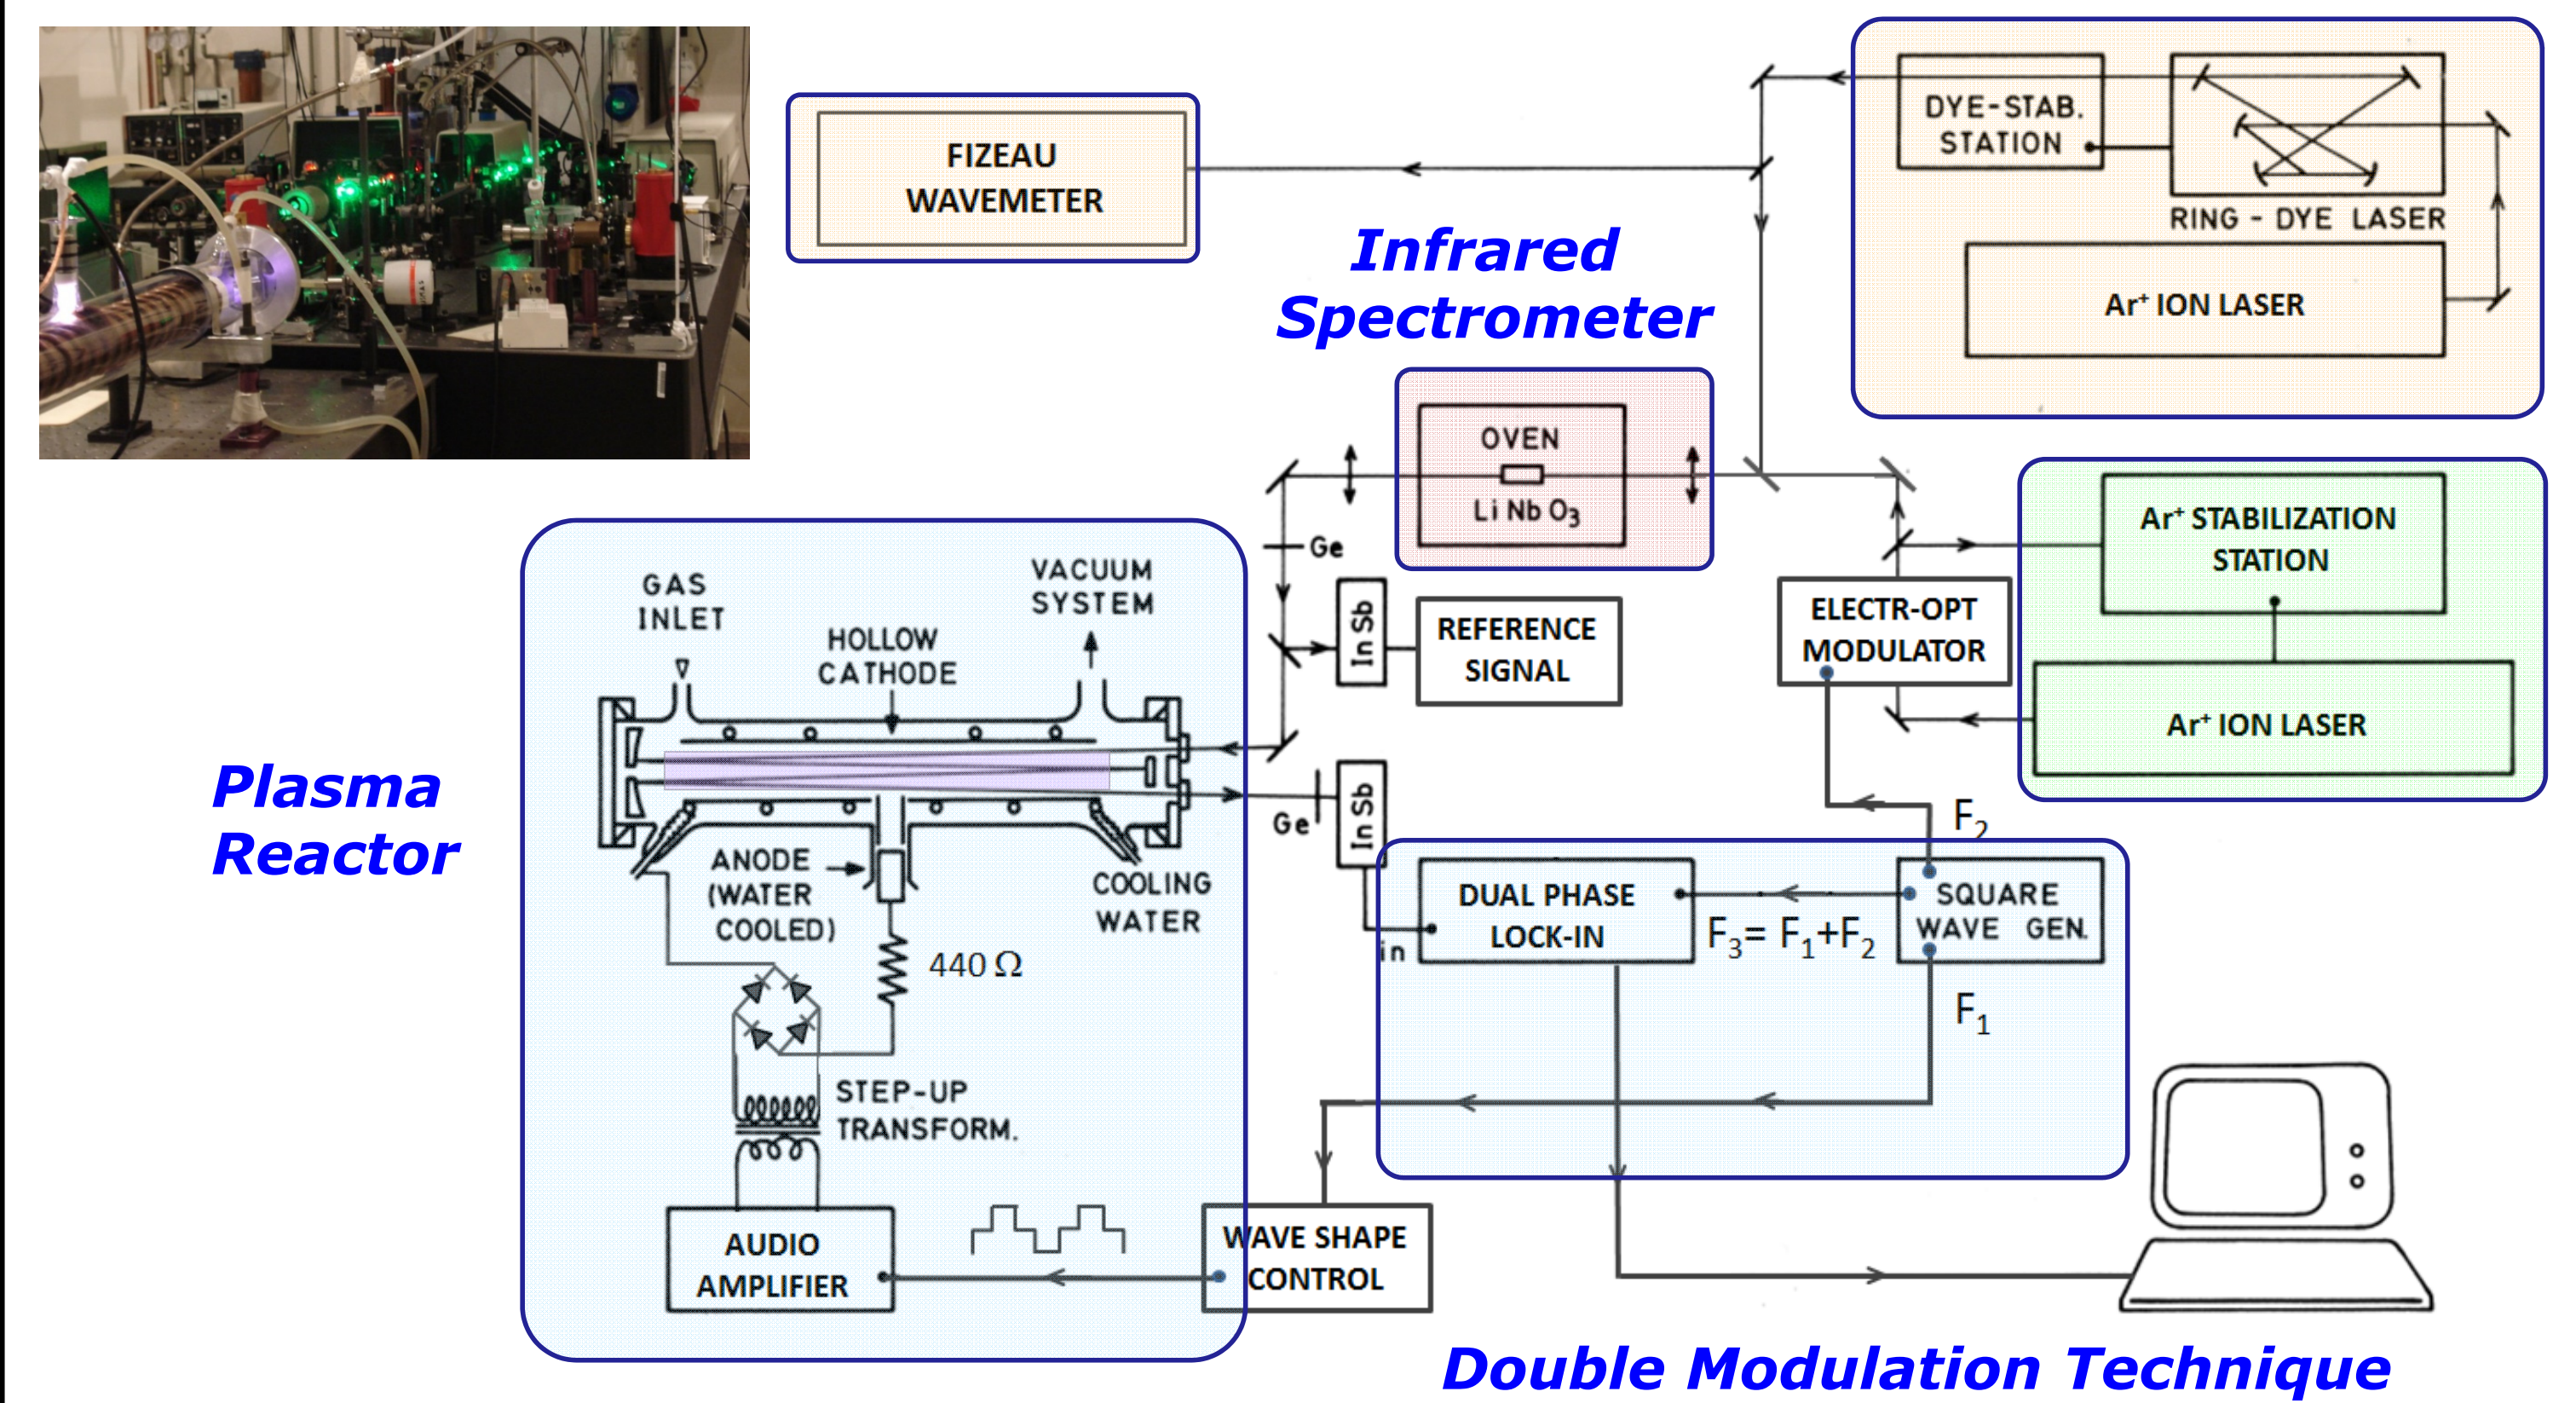 FIZEAU
WAVEMETER
DYE-STAB.
STATION
RING - DYE LASER
Ar⁺ ION LASER
Infrared
Spectrometer
OVEN
Li Nb O₃
Ge
In Sb
REFERENCE
SIGNAL
ELECTR-OPT
MODULATOR
Ar⁺ STABILIZATION
STATION
Ar⁺ ION LASER
GAS
INLET
VACUUM
SYSTEM
HOLLOW
CATHODE
Plasma
Reactor
ANODE
(WATER
COOLED)
COOLING
WATER
440 Ω
Ge
In Sb
in
DUAL PHASE
LOCK-IN
F₃= F₁+F₂
SQUARE
WAVE GEN.
F₂
F₁
STEP-UP
TRANSFORM.
AUDIO
AMPLIFIER
WAVE SHAPE
CONTROL
Double Modulation Technique